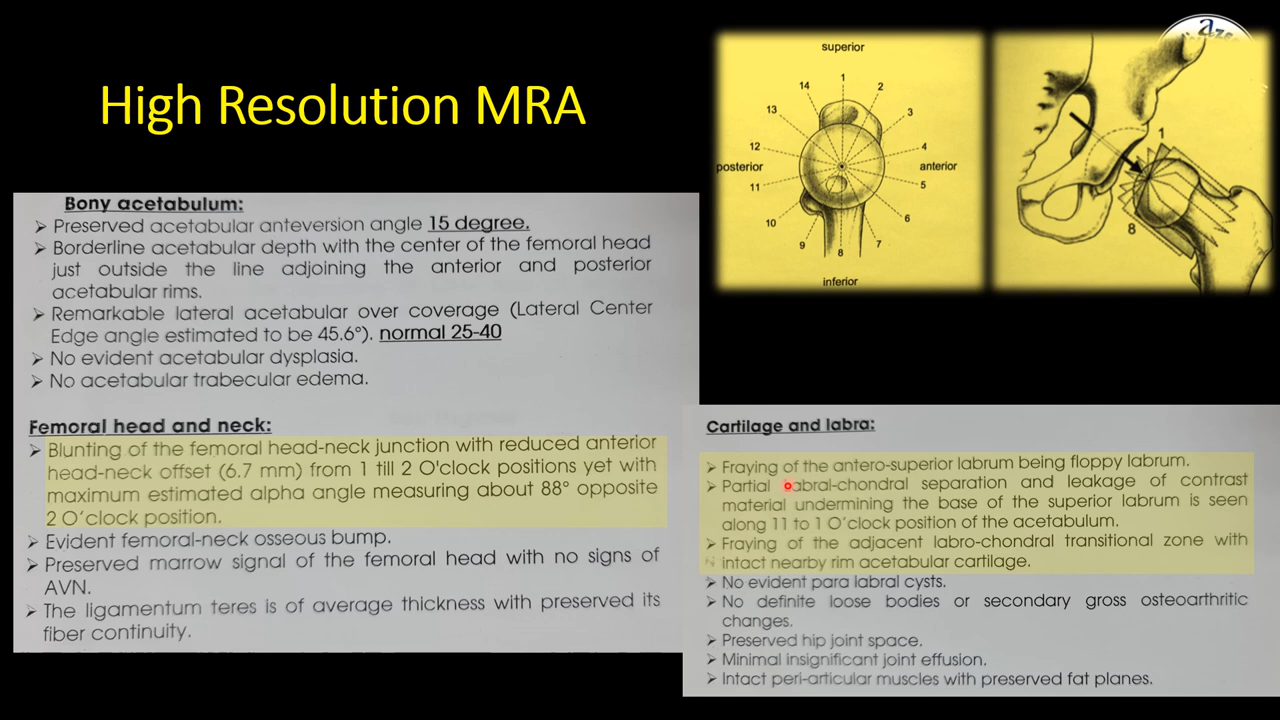 High Resolution MRA
superior
14
1
2
13
3
12
4
posterior
anterior
11
5
10
6
9
8
7
inferior
1
8
Bony acetabulum:
➢ Preserved acetabular anteversion angle 15 degree.
➢ Borderline acetabular depth with the center of the femoral head
just outside the line adjoining the anterior and posterior
acetabular rims.
➢ Remarkable lateral acetabular over coverage (Lateral Center
Edge angle estimated to be 45.6°). normal 25-40
➢ No evident acetabular dysplasia.
➢ No acetabular trabecular edema.
Femoral head and neck:
➢ Blunting of the femoral head-neck junction with reduced anterior
head-neck offset (6.7 mm) from 1 till 2 O'clock positions yet with
maximum estimated alpha angle measuring about 88° opposite
2 O'clock position.
➢ Evident femoral-neck osseous bump.
➢ Preserved marrow signal of the femoral head with no signs of
AVN.
➢ The ligamentum teres is of average thickness with preserved its
fiber continuity.
Cartilage and labra:
➢ Fraying of the antero-superior labrum being floppy labrum.
➢ Partial labral-chondral separation and leakage of contrast
material undermining the base of the superior labrum is seen
along 11 to 1 O'clock position of the acetabulum.
➢ Fraying of the adjacent labro-chondral transitional zone with
intact nearby rim acetabular cartilage.
➢ No evident para labral cysts.
➢ No definite loose bodies or secondary gross osteoarthritic
changes.
➢ Preserved hip joint space.
➢ Minimal insignificant joint effusion.
➢ Intact peri-articular muscles with preserved fat planes.